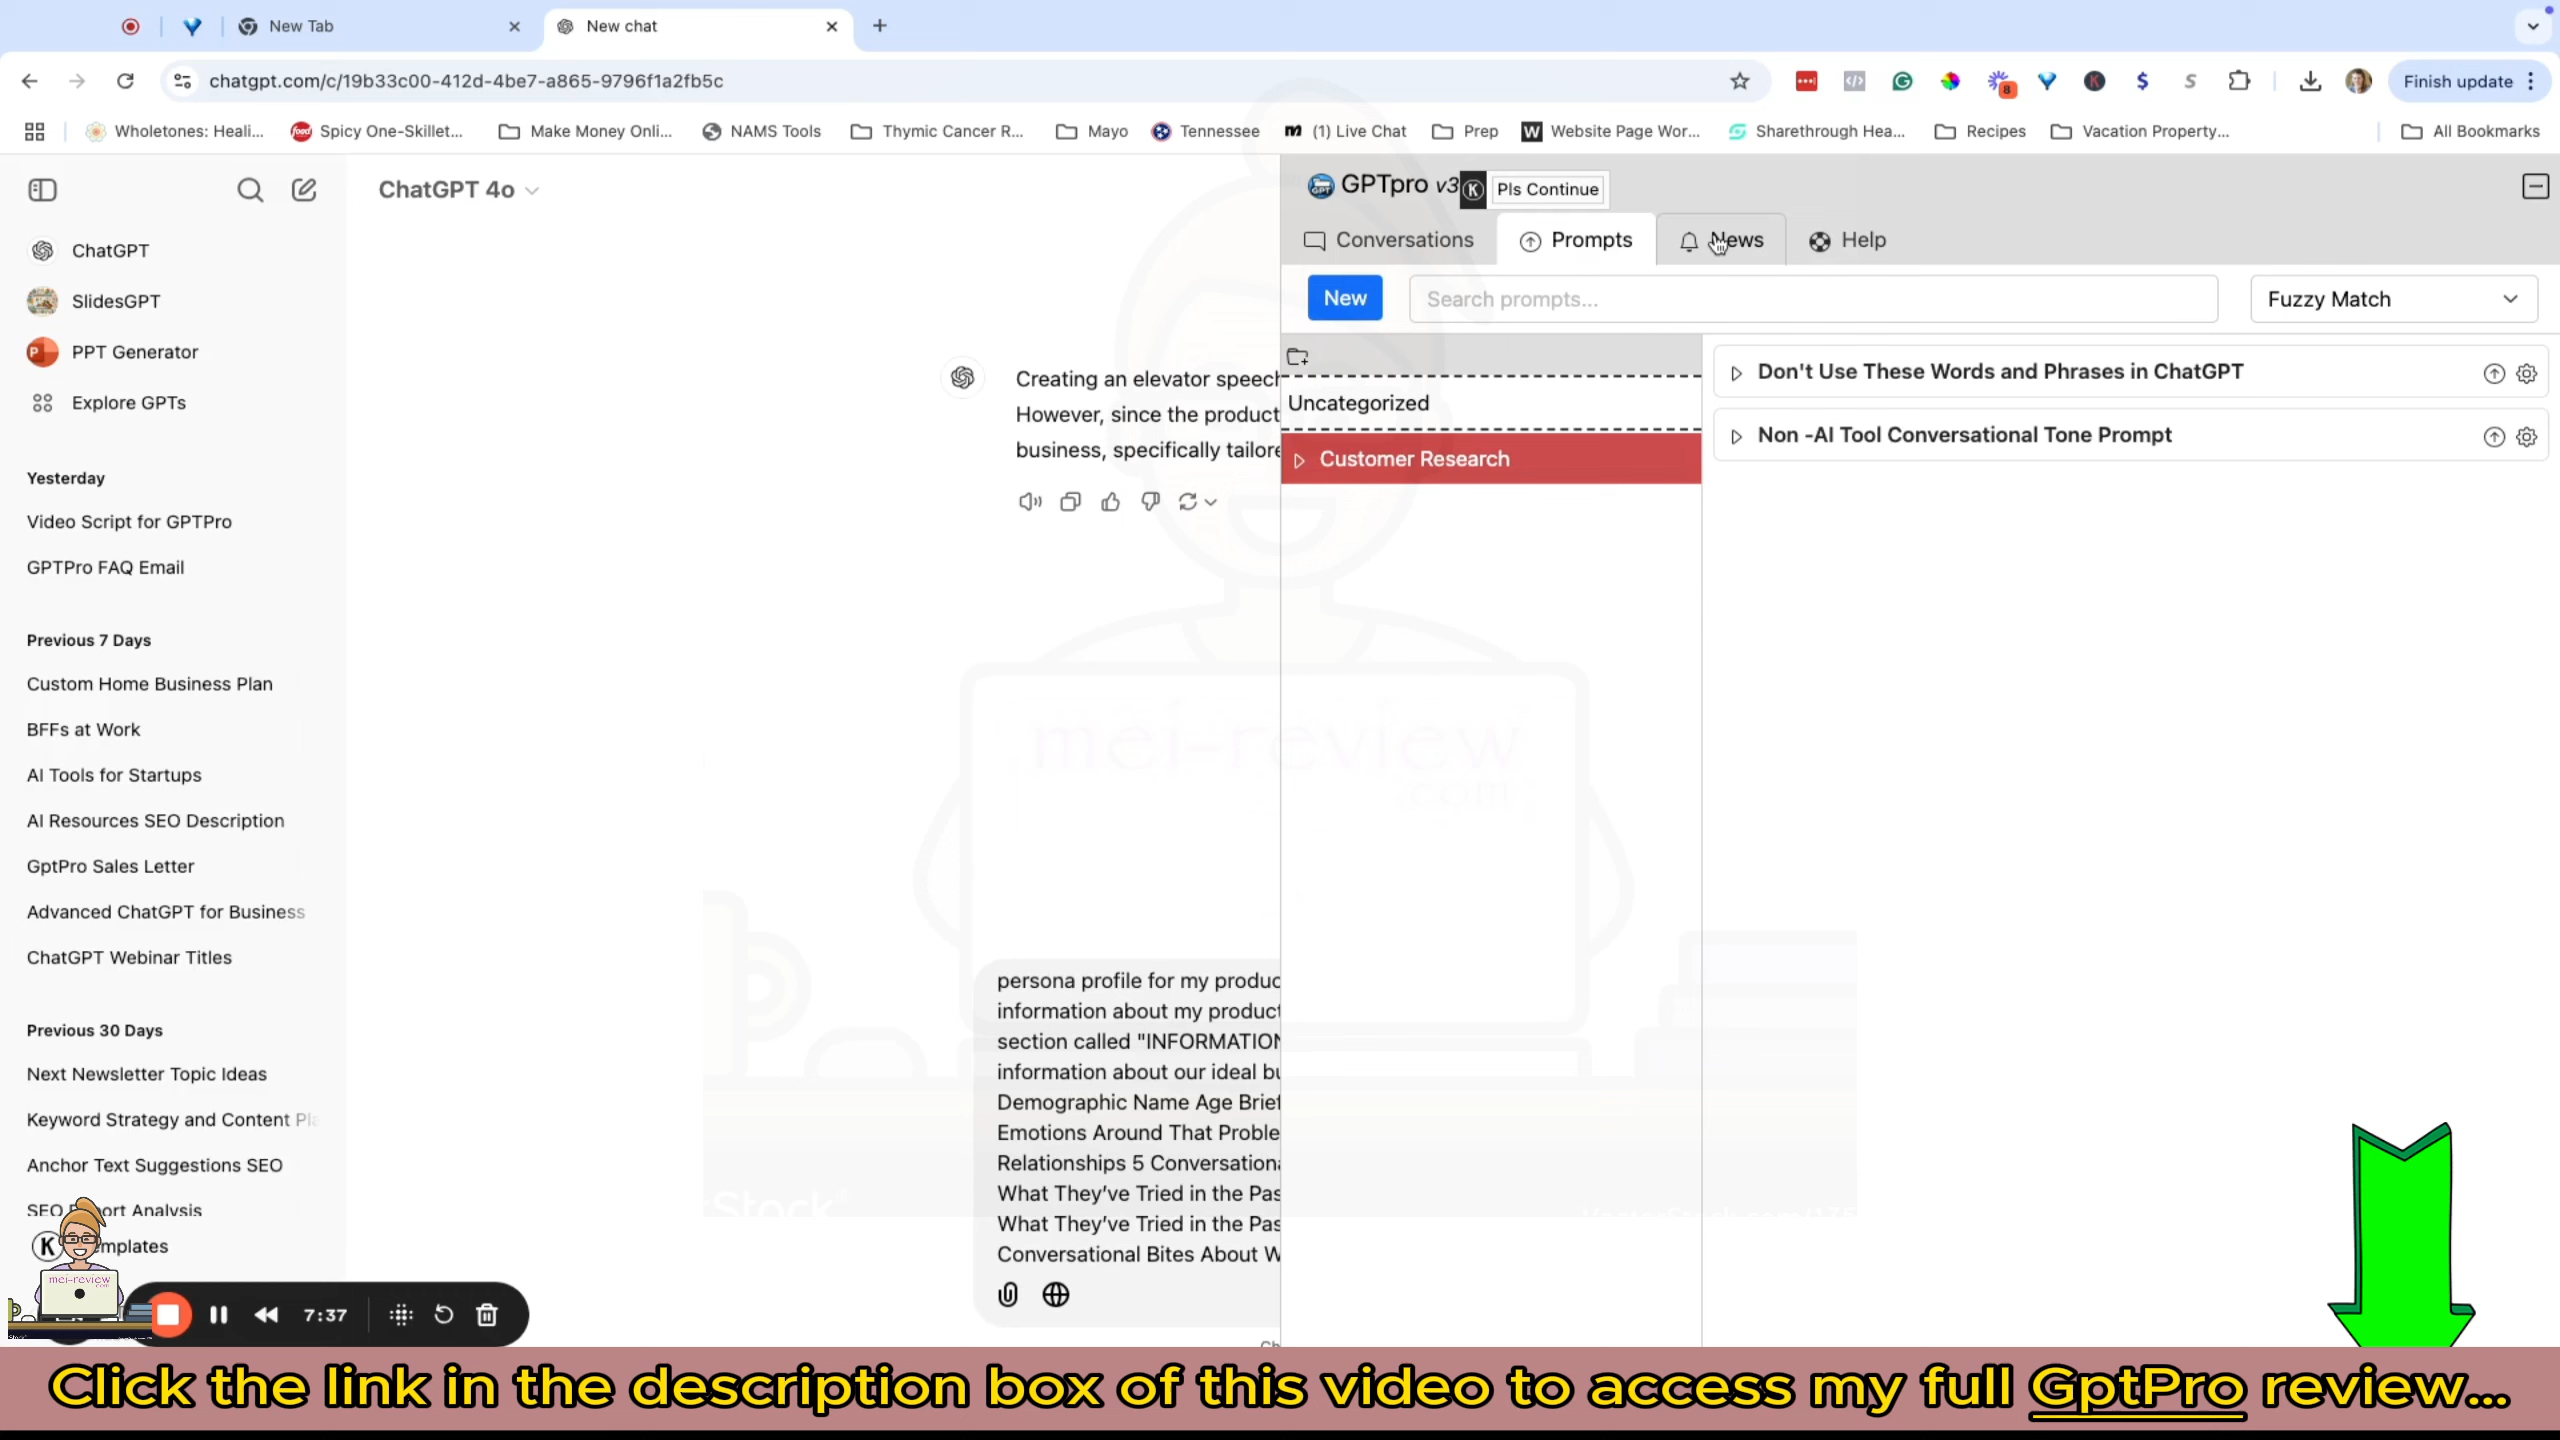 New Tab
New chat
chatgpt.com/c/19b33c00-412d-4be7-a865-9796f1a2fb5c
8
Finish update
Wholetones: Heali...
Spicy One-Skillet...
Make Money Onli...
NAMS Tools
Thymic Cancer R...
Mayo
Tennessee
(1) Live Chat
Prep
Website Page Wor...
Sharethrough Hea...
Recipes
Vacation Property...
All Bookmarks
ChatGPT 4o
ChatGPT
SlidesGPT
PPT Generator
Explore GPTs
Yesterday
Video Script for GPTPro
GPTPro FAQ Email
Previous 7 Days
Custom Home Business Plan
BFFs at Work
AI Tools for Startups
AI Resources SEO Description
GptPro Sales Letter
Advanced ChatGPT for Business
ChatGPT Webinar Titles
Previous 30 Days
Next Newsletter Topic Ideas
Keyword Strategy and Content Pla
Anchor Text Suggestions SEO
SEO Analysis
7:37
Creating an elevator speech
However, since the product
business, specifically tailore
persona profile for my produc
information about my product
section called "INFORMATION
information about our ideal bu
Demographic Name Age Brief
Emotions Around That Proble
Relationships 5 Conversationa
What They've Tried in the Pas
What They've Tried in the Pas
Conversational Bites About W
GPTpro v3
Pls Continue
Conversations
Prompts
News
Help
New
Search prompts...
Fuzzy Match
Uncategorized
Customer Research
Don't Use These Words and Phrases in ChatGPT
Non -AI Tool Conversational Tone Prompt
mei-review
.com
mei-review
Click the link in the description box of this video to access my full GptPro review...